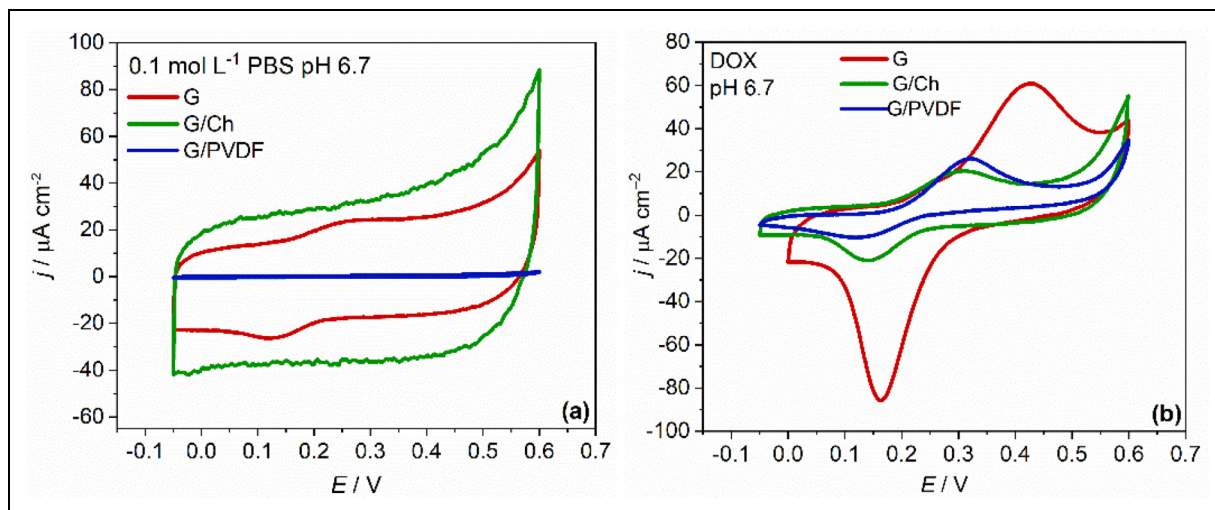 100
80
60
40
20
0
-20
-40
-60
j / µA cm⁻²
0.1 mol L⁻¹ PBS pH 6.7
G
G/Ch
G/PVDF
(a)
-0.1 0.0 0.1 0.2 0.3 0.4 0.5 0.6 0.7
E / V
80
60
40
20
0
-20
-40
-60
-80
-100
j / µA cm⁻²
DOX
pH 6.7
G
G/Ch
G/PVDF
(b)
-0.1 0.0 0.1 0.2 0.3 0.4 0.5 0.6 0.7
E / V